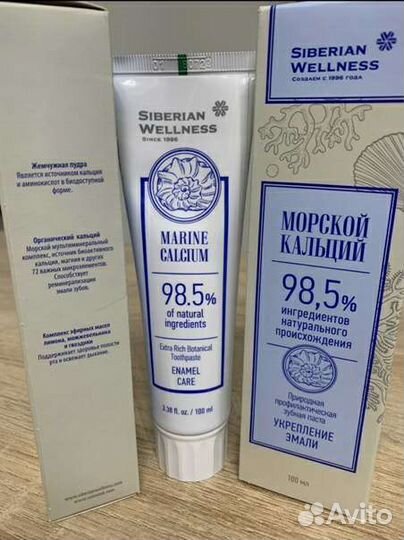 Жемчужная пудра
Является источником кальция
и аминокислот в биодоступной
форме.
Органический кальций
Морской мультиминеральный
комплекс, источник биоактивного
кальция, магния и других
72 важных микроэлементов.
Способствует
реминерализации
эмали зубов.
Комплекс эфирных масел
лимона, можжевельника
и гвоздики
Поддерживает здоровье полости
рта и освежает дыхание.
www.siberianwellness.com
SIBERIAN
WELLNESS
SINCE 1996
MARINE
CALCIUM
98.5%
of natural
ingredients
Extra Rich Botanical
Toothpaste
ENAMEL
CARE
3.38 fl. oz. / 100 ml
SIBERIAN
WELLNESS
СОЗДАЕМ С 1996 ГОДА
МОРСКОЙ
КАЛЬЦИЙ
98,5%
ингредиентов
натурального
происхождения
Природная
профилактическая
зубная паста
УКРЕПЛЕНИЕ
ЭМАЛИ
100 мл
Avito